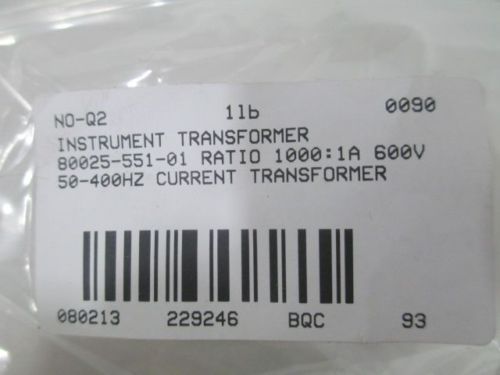 NO-Q2 1lb 0090
INSTRUMENT TRANSFORMER
80025-551-01 RATIO 1000:1A 600V
50-400HZ CURRENT TRANSFORMER
080213 229246 BQC 93